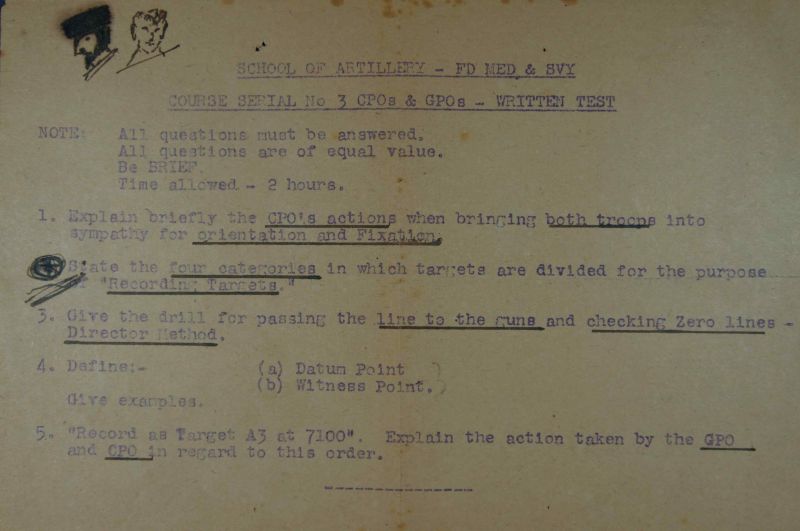 SCHOOL OF ARTILLERY - FD MED & SVY
COURSE SERIAL No 3 CPOs & GPOs - WRITTEN TEST
NOTE: All questions must be answered.
All questions are of equal value.
Be BRIEF.
Time allowed - 2 hours.
1. Explain briefly the CPO's actions when bringing both troops into
sympathy for orientation and Fixation.
State the four categories in which targets are divided for the purpose
"Recording Targets."
3. Give the drill for passing the line to the guns and checking Zero lines -
Director Method.
4. Define:- (a) Datum Point )
(b) Witness Point. )
Give examples.
5. "Record as Target A3 at 7100". Explain the action taken by the GPO
and CPO in regard to this order.